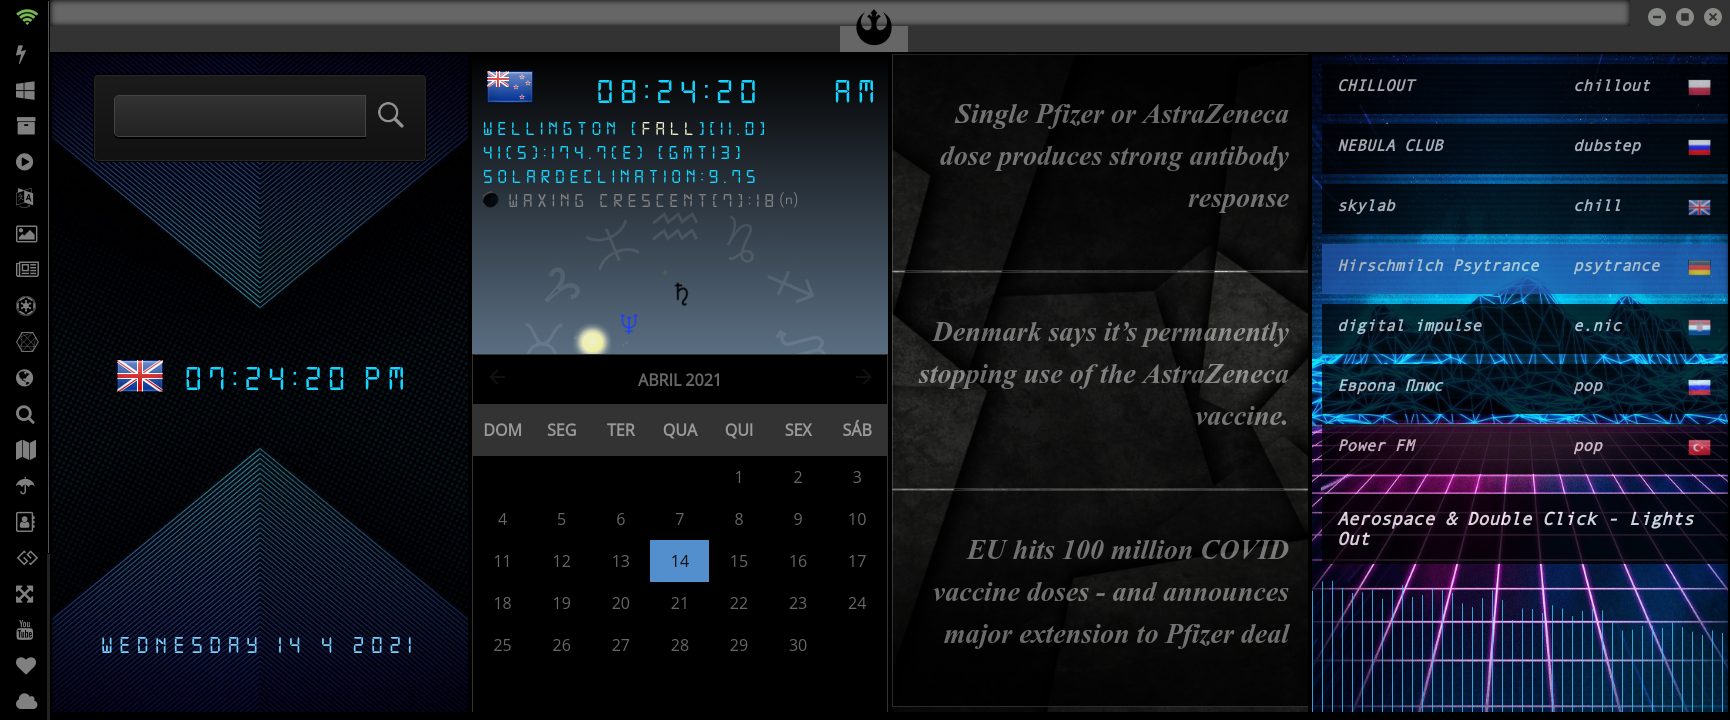 07:24:20 PM
WEDNESDAY 14 4 2021
08:24:20 AM
WELLINGTON [FALL][11.0]
41(S):174.7(E) [GMT13]
SOLARDECLINATION:9.75
WAXING CRESCENT[7]:18(n)
ABRIL 2021
DOM SEG TER QUA QUI SEX SÁB
1 2 3
4 5 6 7 8 9 10
11 12 13 14 15 16 17
18 19 20 21 22 23 24
25 26 27 28 29 30
Single Pfizer or AstraZeneca
dose produces strong antibody
response
Denmark says it’s permanently
stopping use of the AstraZeneca
vaccine.
EU hits 100 million COVID
vaccine doses - and announces
major extension to Pfizer deal
CHILLOUT chillout
NEBULA CLUB dubstep
skylab chill
Hirschmilch Psytrance psytrance
digital impulse e.nic
Европа Плюс pop
Power FM pop
Aerospace & Double Click - Lights
Out
You
Tube